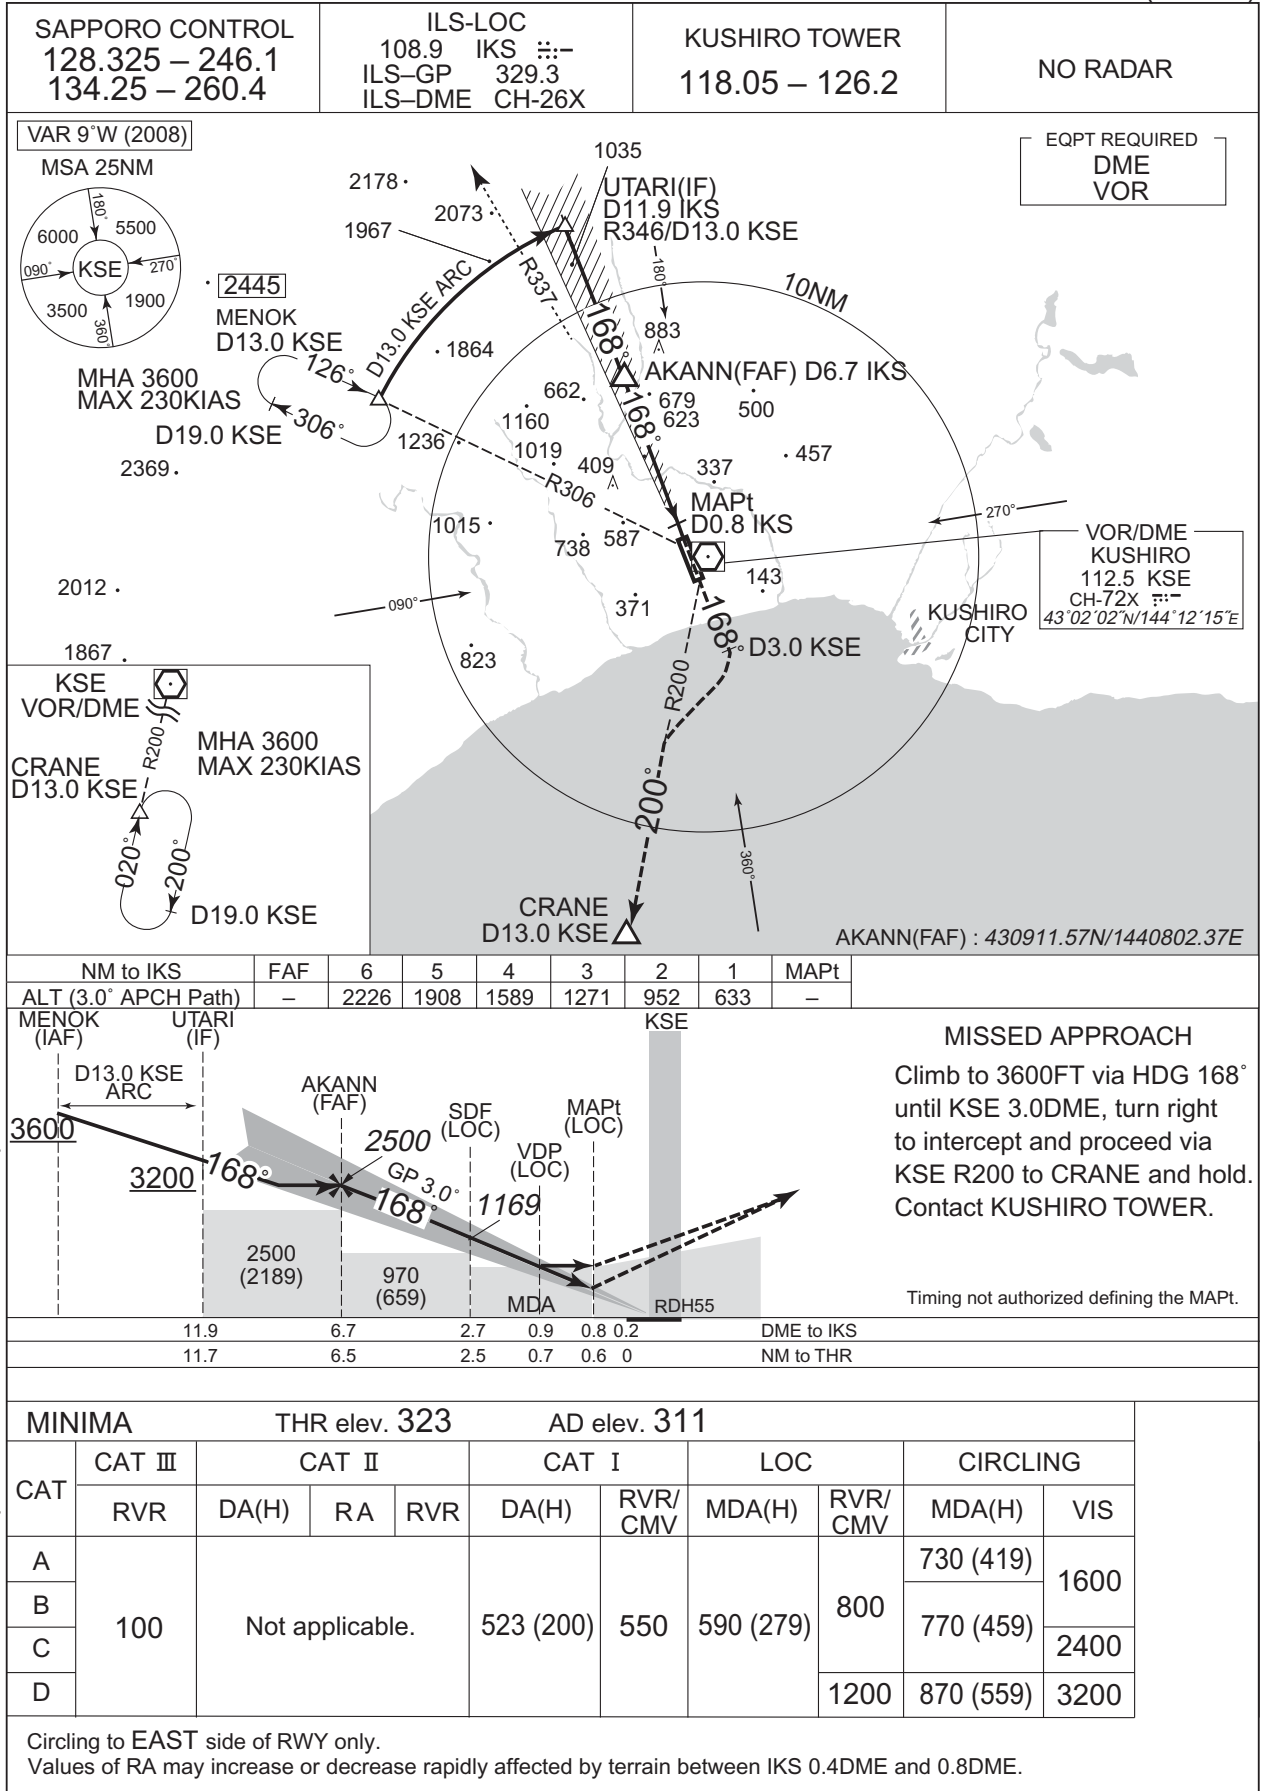 SAPPORO CONTROL
128.325 – 246.1
134.25 – 260.4
ILS-LOC
108.9 IKS
ILS–GP 329.3
ILS–DME CH-26X
KUSHIRO TOWER
118.05 – 126.2
NO RADAR
VAR 9°W (2008)
MSA 25NM
180°
6000
5500
090°
KSE
270°
3500
1900
360°
EQPT REQUIRED
DME
VOR
1035
2178
UTARI(IF)
D11.9 IKS
R346/D13.0 KSE
2073
1967
R337
180°
10NM
2445
MENOK
D13.0 KSE
D13.0 KSE ARC
168°
883
126°
1864
AKANN(FAF) D6.7 IKS
MHA 3600
MAX 230KIAS
306°
D19.0 KSE
662
679
623
500
1160
168°
1236
1019
409
457
2369
R306
337
MAPt
D0.8 IKS
270°
1015
738
587
VOR/DME
KUSHIRO
112.5 KSE
CH-72X
43°02´02˝N/144°12´15˝E
143
2012
090°
371
168°
KUSHIRO
CITY
D3.0 KSE
823
1867
R200
KSE
VOR/DME
R200
MHA 3600
MAX 230KIAS
CRANE
D13.0 KSE
020°
200°
D19.0 KSE
200°
360°
CRANE
D13.0 KSE
AKANN(FAF) : 430911.57N/1440802.37E
NM to IKS FAF 6 5 4 3 2 1 MAPt
ALT (3.0° APCH Path) – 2226 1908 1589 1271 952 633 –
MENOK
(IAF)
UTARI
(IF)
KSE
D13.0 KSE
ARC
AKANN
(FAF)
SDF
(LOC)
MAPt
(LOC)
VDP
(LOC)
3600
2500
3200
168°
GP 3.0°
168°
1169
2500
(2189)
970
(659)
MDA
RDH55
MISSED APPROACH
Climb to 3600FT via HDG 168°
until KSE 3.0DME, turn right
to intercept and proceed via
KSE R200 to CRANE and hold.
Contact KUSHIRO TOWER.
Timing not authorized defining the MAPt.
11.9 6.7 2.7 0.9 0.8 0.2 DME to IKS
11.7 6.5 2.5 0.7 0.6 0 NM to THR
MINIMA THR elev. 323 AD elev. 311
CAT
CAT Ⅲ CAT Ⅱ CAT Ⅰ LOC CIRCLING
RVR DA(H) RA RVR DA(H) RVR/CMV MDA(H) RVR/CMV MDA(H) VIS
A
B
C
D
100
Not applicable.
523 (200)
550
590 (279)
800
1200
730 (419)
770 (459)
870 (559)
1600
2400
3200
Circling to EAST side of RWY only.
Values of RA may increase or decrease rapidly affected by terrain between IKS 0.4DME and 0.8DME.